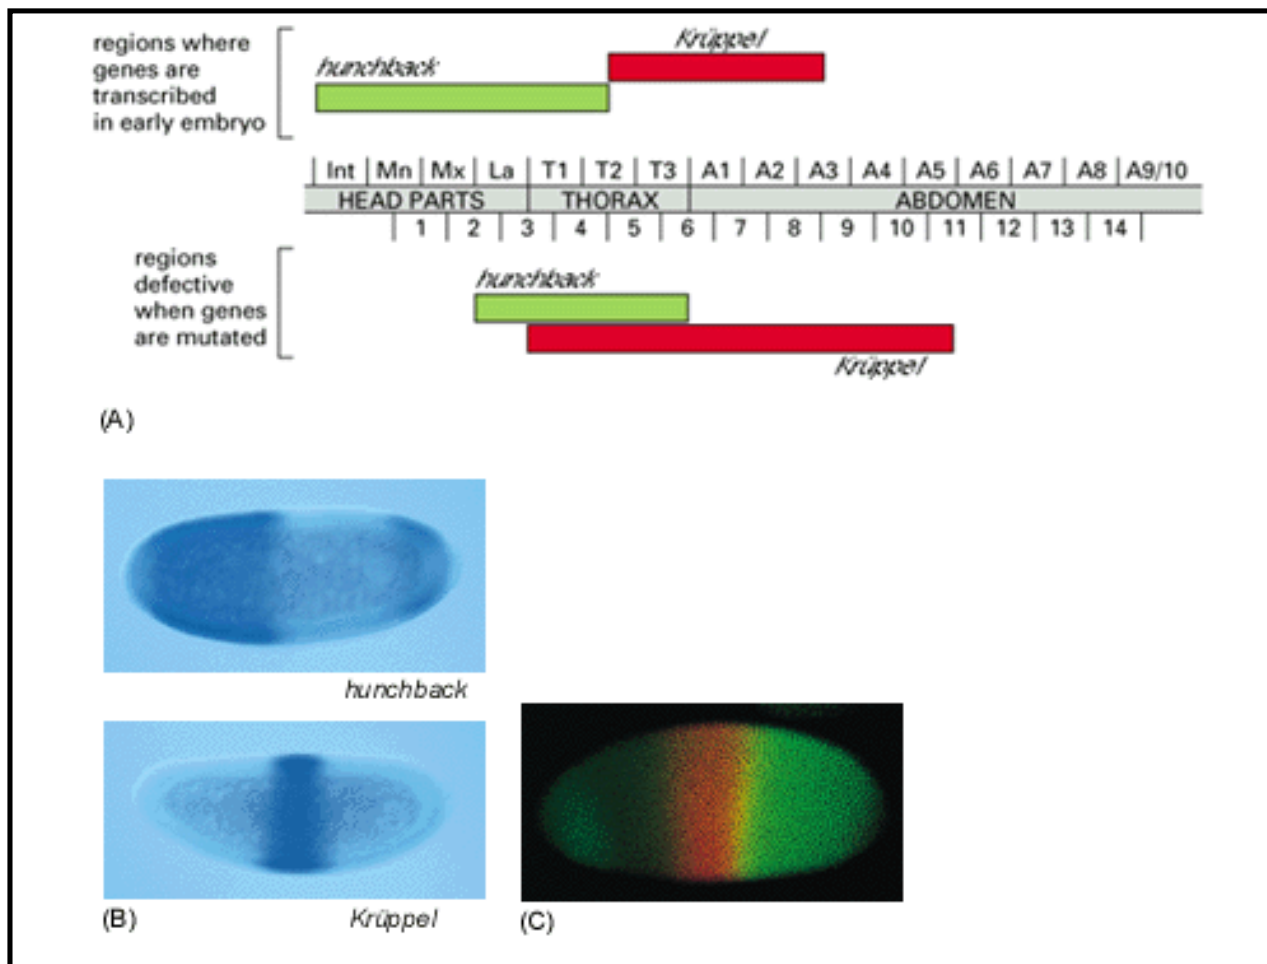 regions where
genes are
transcribed
in early embryo
hunchback
Krüppel
Int Mn Mx La T1 T2 T3 A1 A2 A3 A4 A5 A6 A7 A8 A9/10
HEAD PARTS THORAX ABDOMEN
1 2 3 4 5 6 7 8 9 10 11 12 13 14
regions
defective
when genes
are mutated
hunchback
Krüppel
(A)
hunchback
(B)
Krüppel
(C)